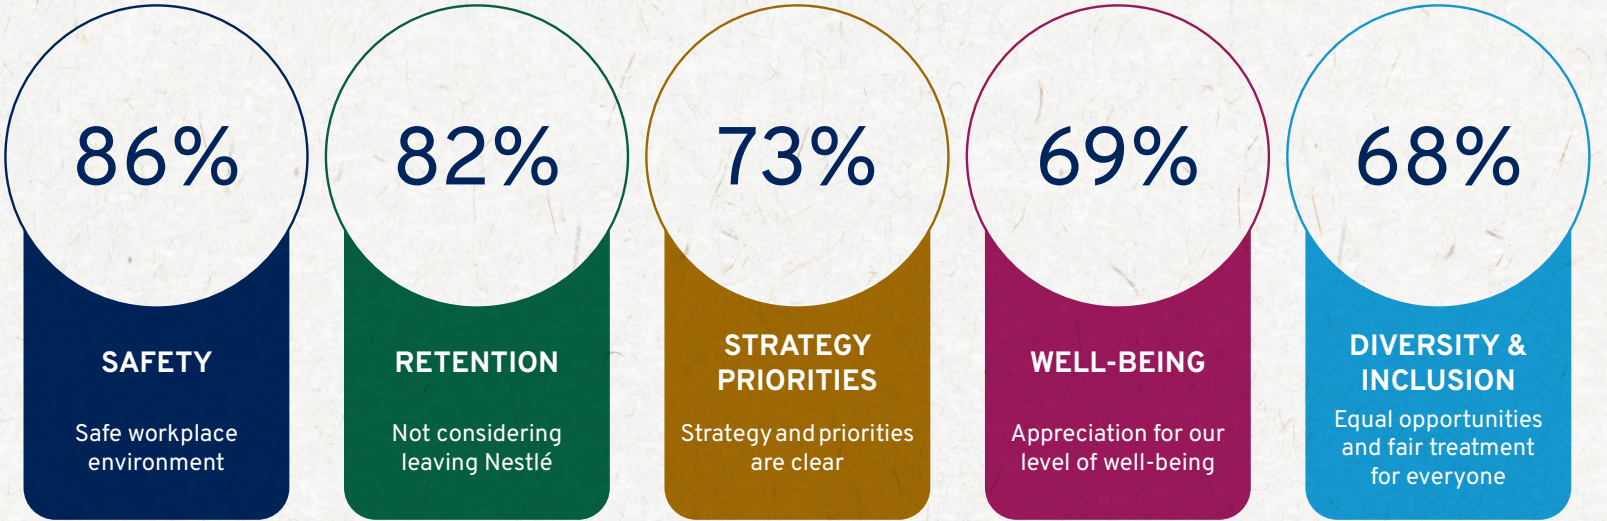 86%
82%
73%
69%
68%
SAFETY
Safe workplace
environment
RETENTION
Not considering
leaving Nestlé
STRATEGY
PRIORITIES
Strategy and priorities
are clear
WELL-BEING
Appreciation for our
level of well-being
DIVERSITY &
INCLUSION
Equal opportunities
and fair treatment
for everyone